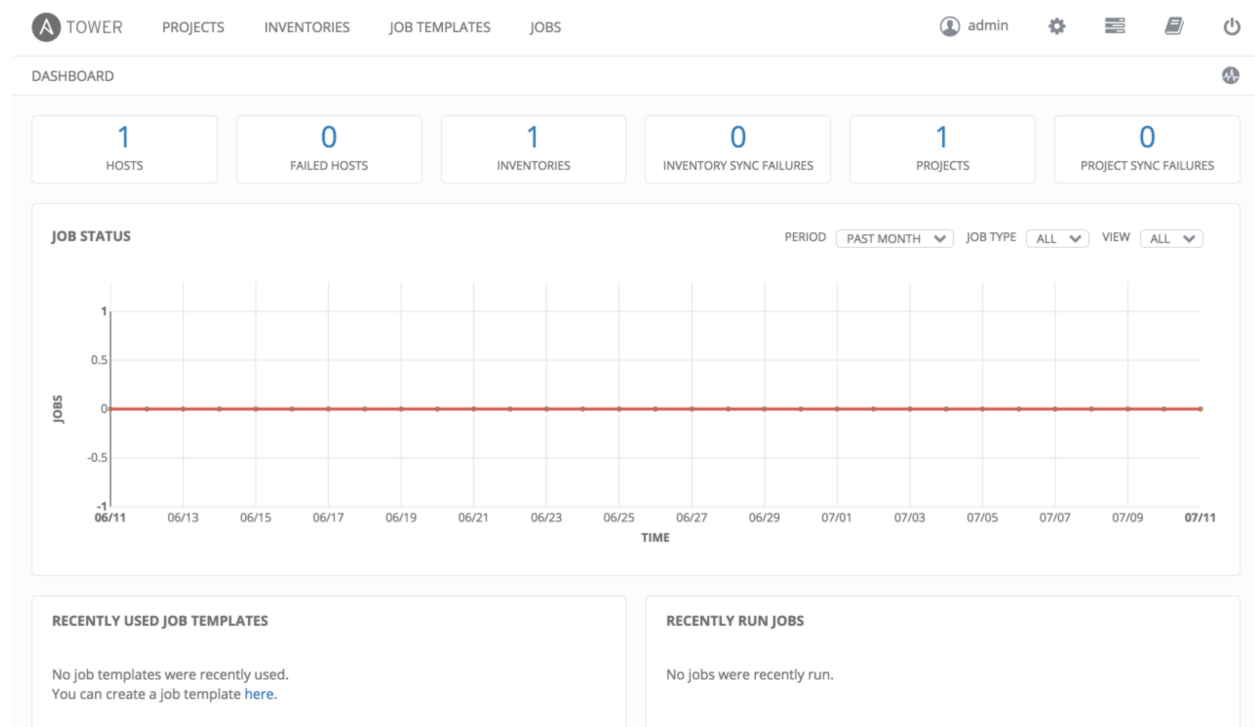 A TOWER PROJECTS INVENTORIES JOB TEMPLATES JOBS admin
DASHBOARD
1 0 1 0 1 0
HOSTS FAILED HOSTS INVENTORIES INVENTORY SYNC FAILURES PROJECTS PROJECT SYNC FAILURES
JOB STATUS PERIOD PAST MONTH JOB TYPE ALL VIEW ALL
1
0.5
0
-0.5
-1
JOBS
06/11 06/13 06/15 06/17 06/19 06/21 06/23 06/25 06/27 06/29 07/01 07/03 07/05 07/07 07/09 07/11
TIME
RECENTLY USED JOB TEMPLATES
No job templates were recently used.
You can create a job template here.
RECENTLY RUN JOBS
No jobs were recently run.